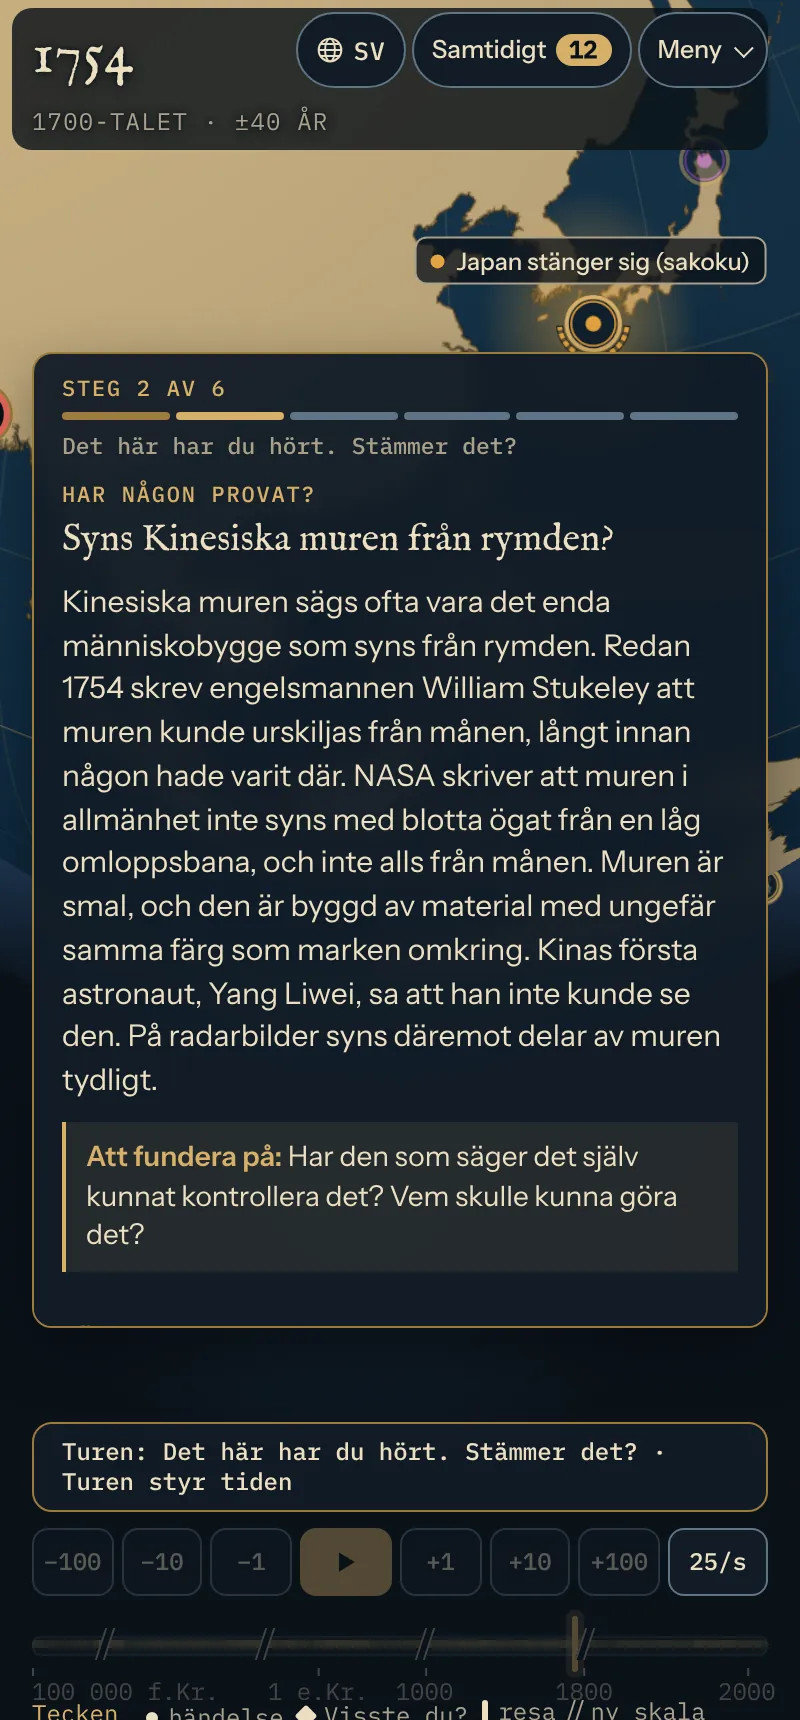 1754
SV
Samtidigt 12
Meny
1700-TALET · ±40 ÅR
Japan stänger sig (sakoku)
STEG 2 AV 6
Det här har du hört. Stämmer det?
HAR NÅGON PROVAT?
Syns Kinesiska muren från rymden?
Kinesiska muren sägs ofta vara det enda
människobygge som syns från rymden. Redan
1754 skrev engelsmannen William Stukeley att
muren kunde urskiljas från månen, långt innan
någon hade varit där. NASA skriver att muren i
allmänhet inte syns med blotta ögat från en låg
omloppsbana, och inte alls från månen. Muren är
smal, och den är byggd av material med ungefär
samma färg som marken omkring. Kinas första
astronaut, Yang Liwei, sa att han inte kunde se
den. På radarbilder syns däremot delar av muren
tydligt.
Att fundera på: Har den som säger det själv
kunnat kontrollera det? Vem skulle kunna göra
det?
Turen: Det här har du hört. Stämmer det? ·
Turen styr tiden
−100 −10 −1 +1 +10 +100 25/s
100 000 f.Kr. 1 e.Kr. 1000 1800 2000
Tecken händelse Visste du? resa // ny skala